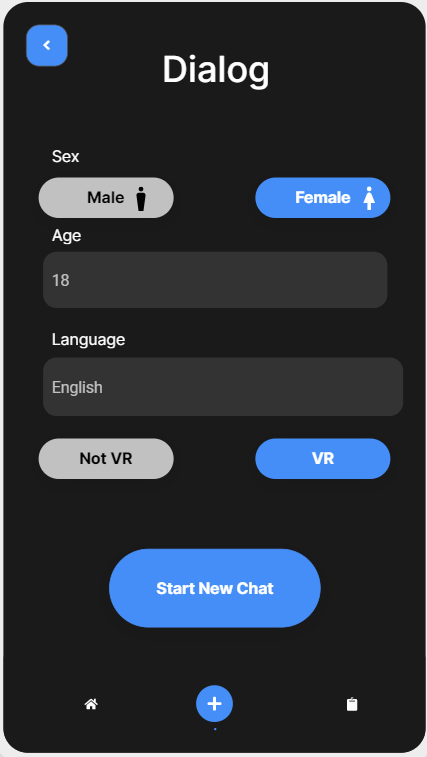 Dialog
Sex
Male Female
Age
18
Language
English
Not VR VR
Start New Chat